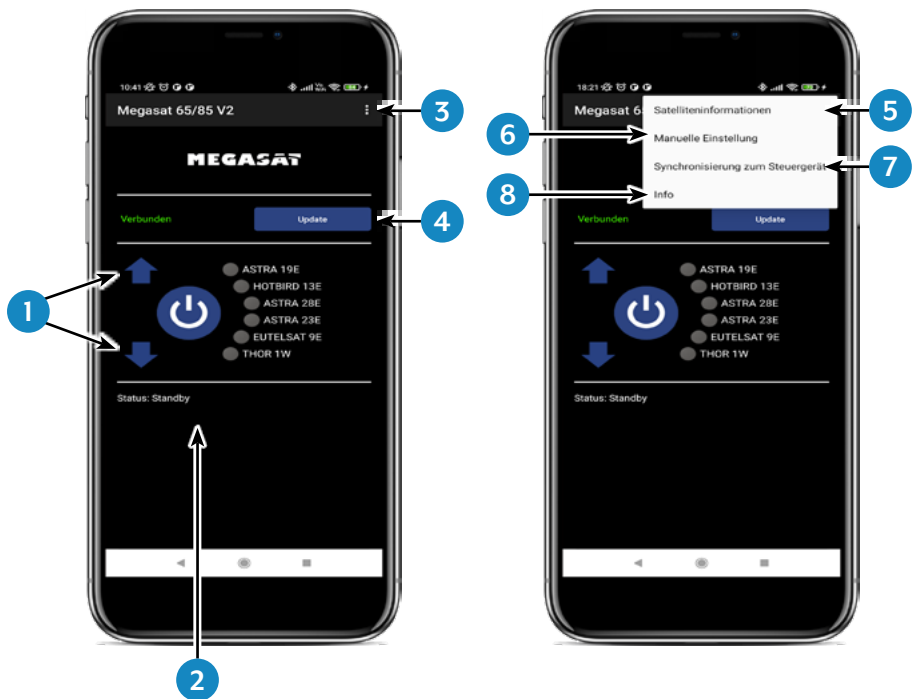 10:41
Megasat 65/85 V2
MEGASAT
Verbunden
Update
ASTRA 19E
HOTBIRD 13E
ASTRA 28E
ASTRA 23E
EUTELSAT 9E
THOR 1W
Status: Standby
1
2
3
4
18:21
Megasat 6
Satelliteninformationen
Manuelle Einstellung
Synchronisierung zum Steuergerät
Info
Verbunden
Update
ASTRA 19E
HOTBIRD 13E
ASTRA 28E
ASTRA 23E
EUTELSAT 9E
THOR 1W
Status: Standby
5
6
7
8